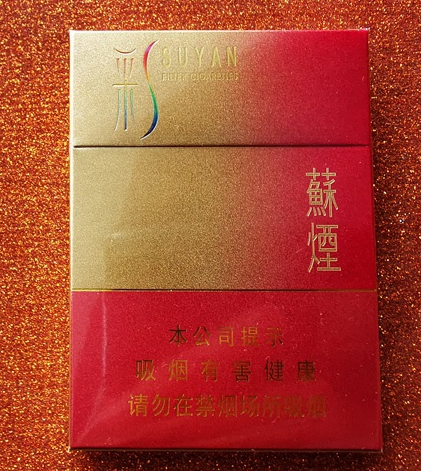 彩 SUYAN
FILTER CIGARETTES
蘇煙
本公司提示
吸烟有害健康
请勿在禁烟场所吸烟